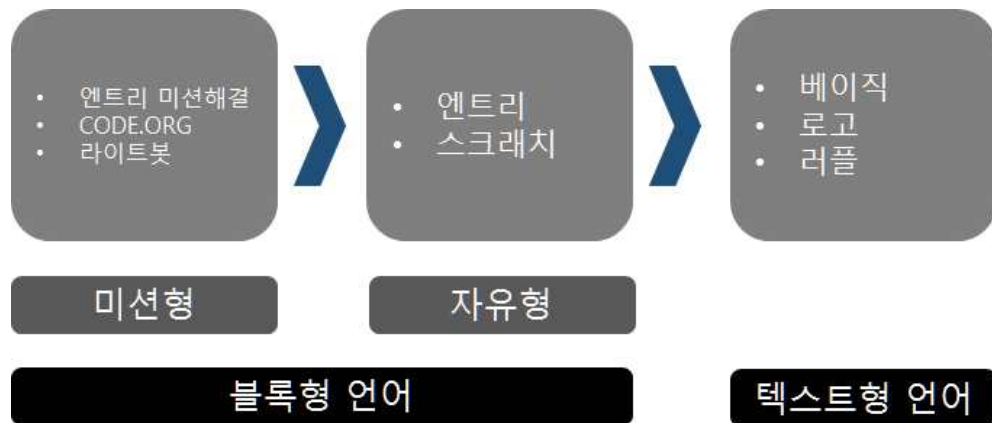 • 엔트리 미션해결
• CODE.ORG
• 라이트봇
• 엔트리
• 스크래치
• 베이직
• 로고
• 러플
미션형
자유형
블록형 언어
텍스트형 언어